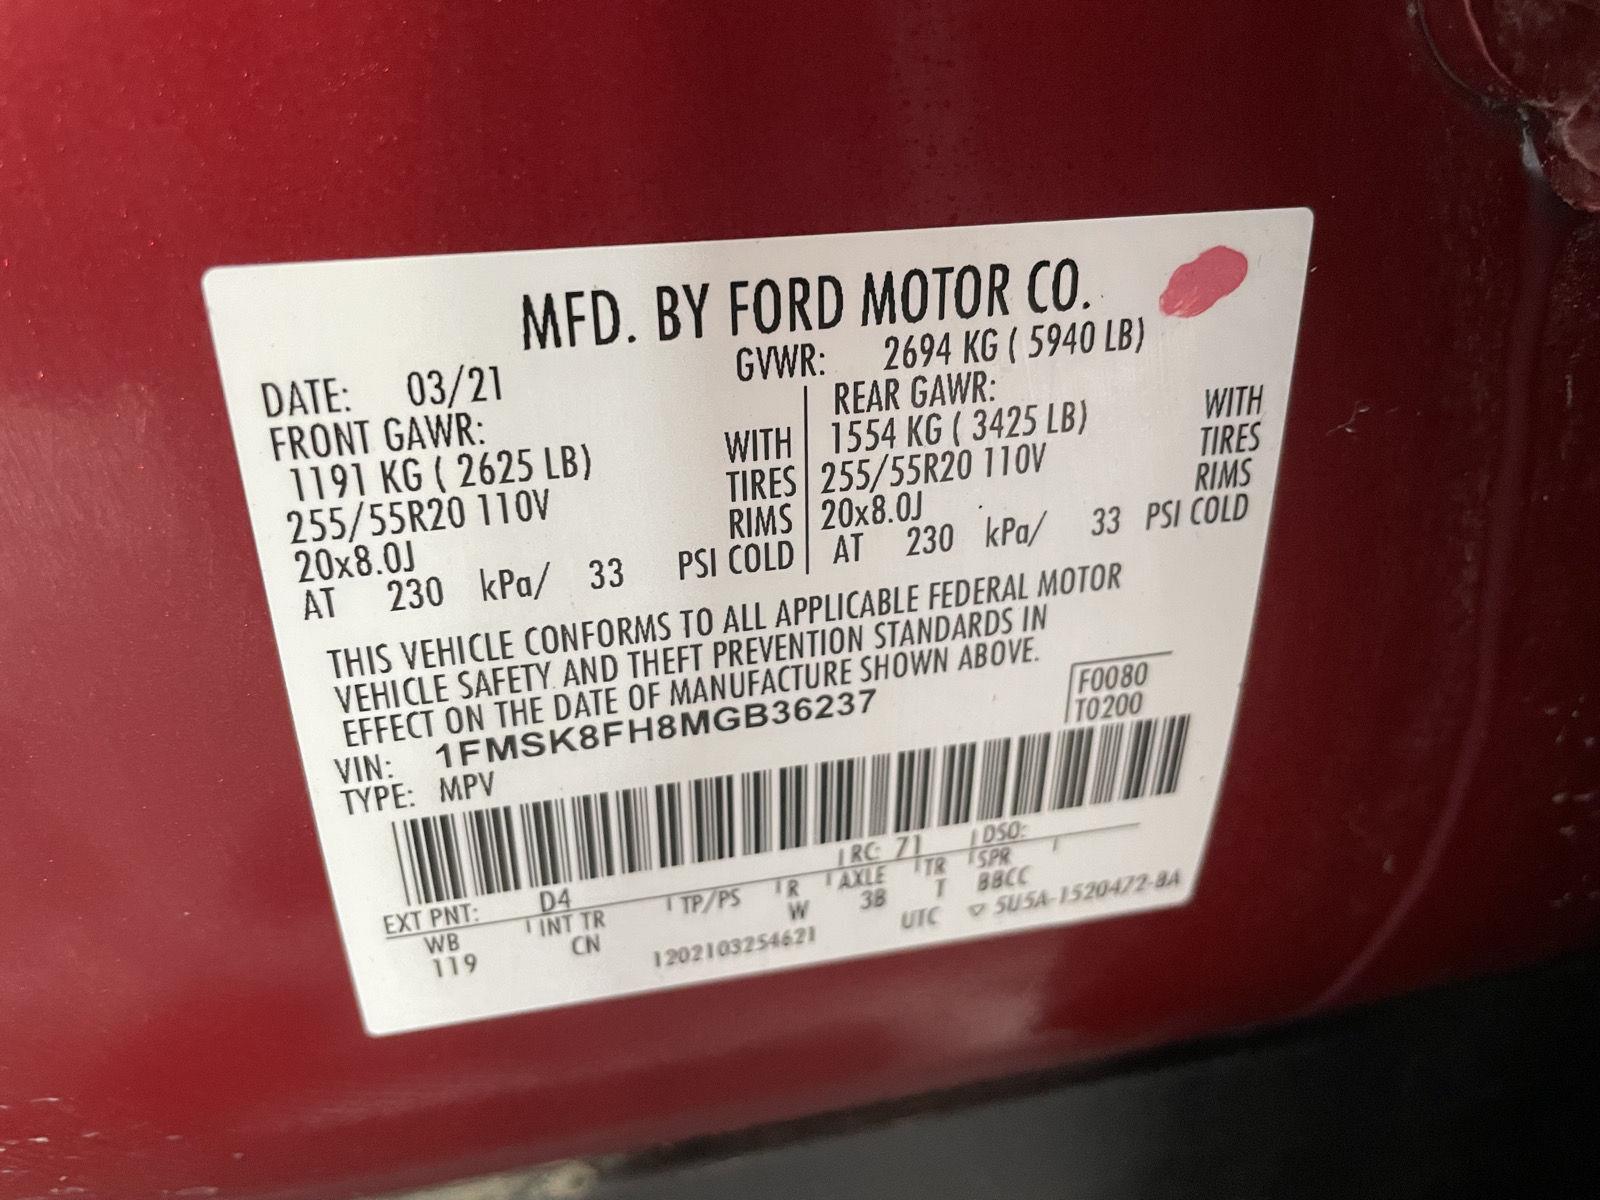 MFD. BY FORD MOTOR CO.
DATE: 03/21 GVWR: 2694 KG ( 5940 LB)
FRONT GAWR: REAR GAWR:
1191 KG ( 2625 LB) WITH 1554 KG ( 3425 LB) WITH
255/55R20 110V TIRES 255/55R20 110V TIRES
20x8.0J RIMS 20x8.0J RIMS
AT 230 kPa/ 33 PSI COLD AT 230 kPa/ 33 PSI COLD
THIS VEHICLE CONFORMS TO ALL APPLICABLE FEDERAL MOTOR
VEHICLE SAFETY AND THEFT PREVENTION STANDARDS IN
EFFECT ON THE DATE OF MANUFACTURE SHOWN ABOVE.
F0080
VIN: 1FMSK8FH8MGB36237 T0200
TYPE: MPV
EXT PNT: D4 RC: 71 DSO:
WB INT TR TP/PS R AXLE TR SPR
119 CN W 3B T BBCC
1202103254621 UTC ▽ 5U5A-1520472-BA